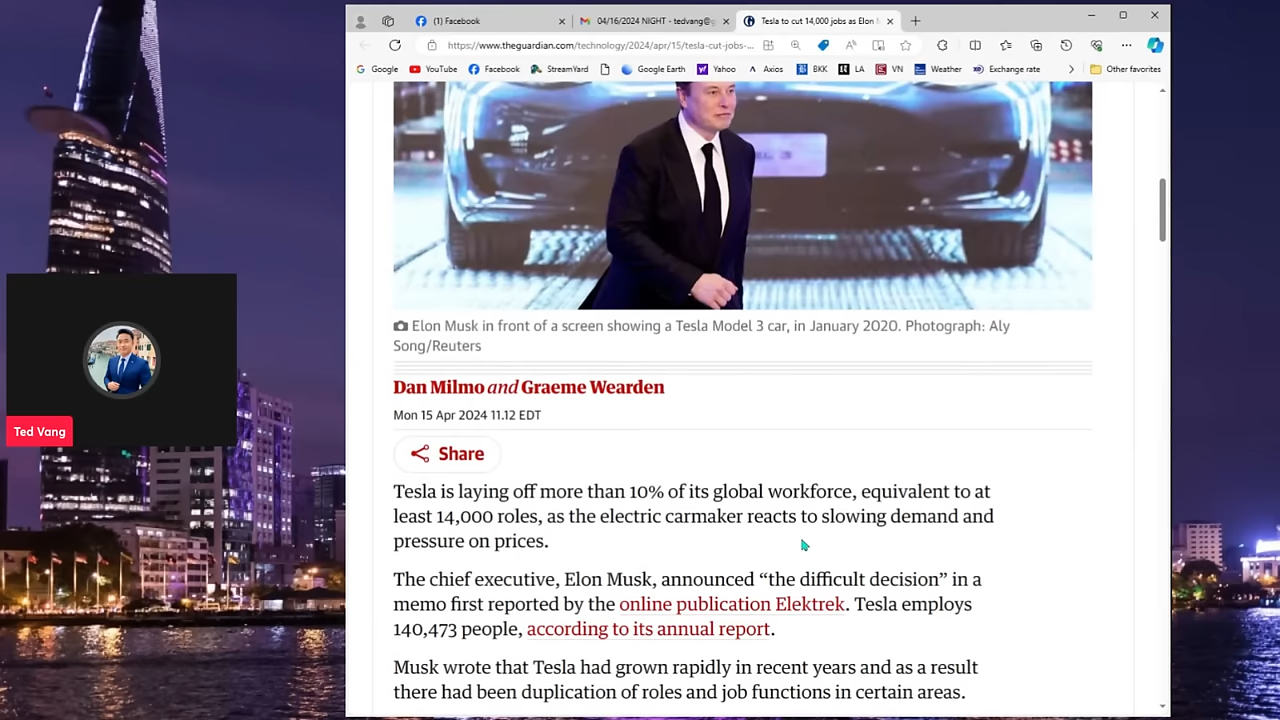 (1) Facebook
04/16/2024 NIGHT - tedvang@g
Tesla to cut 14,000 jobs as Elon
https://www.theguardian.com/technology/2024/apr/15/tesla-cut-jobs-...
Google YouTube Facebook StreamYard Google Earth Yahoo Axios BKK LA VN Weather Exchange rate Other favorites
Elon Musk in front of a screen showing a Tesla Model 3 car, in January 2020. Photograph: Aly
Song/Reuters
Dan Milmo and Graeme Wearden
Mon 15 Apr 2024 11.12 EDT
Share
Ted Vang
Tesla is laying off more than 10% of its global workforce, equivalent to at
least 14,000 roles, as the electric carmaker reacts to slowing demand and
pressure on prices.
The chief executive, Elon Musk, announced “the difficult decision” in a
memo first reported by the online publication Elektrek. Tesla employs
140,473 people, according to its annual report.
Musk wrote that Tesla had grown rapidly in recent years and as a result
there had been duplication of roles and job functions in certain areas.